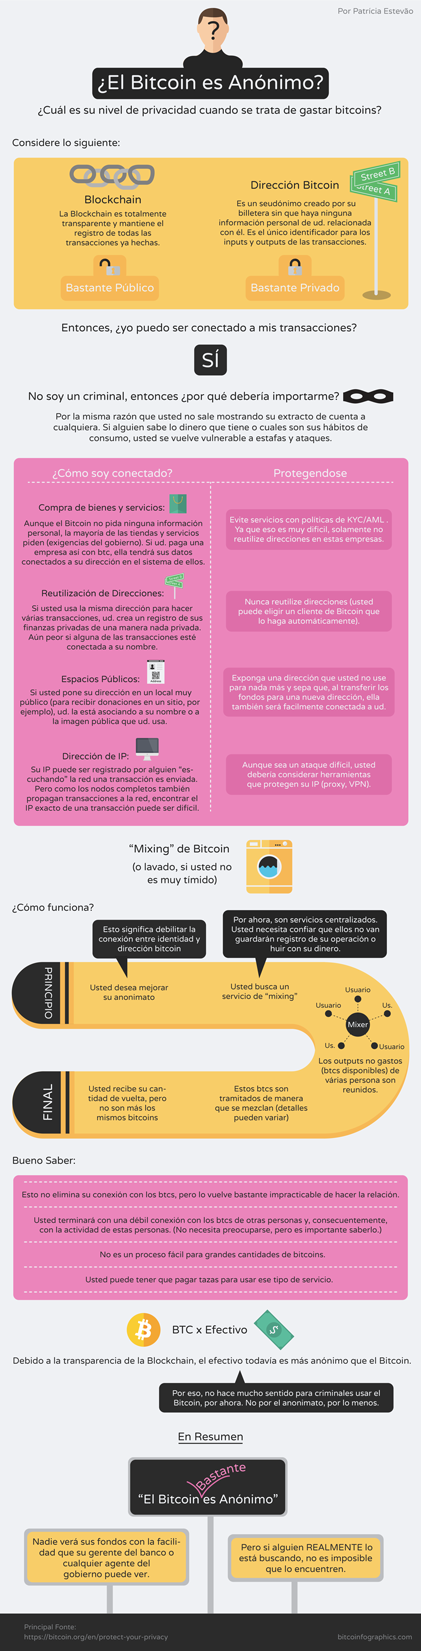 Por Patrícia Estevão
?
¿El Bitcoin es Anónimo?
¿Cuál es su nivel de privacidad cuando se trata de gastar bitcoins?
Considere lo siguiente:
Blockchain
La Blockchain es totalmente
transparente y mantiene el
registro de todas las
transacciones ya hechas.
Bastante Público
Dirección Bitcoin
Es un seudónimo creado por su
billetera sin que haya ninguna
información personal de ud. relacionada
con él. Es el único identificador para los
inputs y outputs de las transacciones.
Bastante Privado
Street B
Street A
Entonces, ¿yo puedo ser conectado a mis transacciones?
SÍ
No soy un criminal, entonces ¿por qué debería importarme?
Por la misma razón que usted no sale mostrando su extracto de cuenta a
cualquiera. Si alguien sabe lo dinero que tiene o cuales son sus hábitos de
consumo, usted se vuelve vulnerable a estafas y ataques.
¿Cómo soy conectado?
Protegendose
Compra de bienes y servicios:
Aunque el Bitcoin no pida ninguna información
personal, la mayoría de las tiendas y servicios
piden (exigencias del gobierno). Si ud. paga una
empresa así con btc, ella tendrá sus datos
conectados a su dirección en el sistema de ellos.
Evite servicios con politicas de KYC/AML .
Ya que eso es muy difícil, solamente no
reutilize direcciones en estas empresas.
Reutilización de Direcciones:
Si usted usa la misma dirección para hacer
várias transacciones, ud. crea un registro de sus
finanzas privadas de una manera nada privada.
Aún peor si alguna de las transacciones esté
conectada a su nombre.
Nunca reutilize direcciones (usted
puede eligir un cliente de Bitcoin que
lo haga automáticamente).
Espacios Públicos:
Si usted pone su dirección en un local muy
público (para recibir donaciones en un sitio, por
ejemplo), ud. la está asociando a su nombre o a
la imagen pública que ud. usa.
Exponga una dirección que usted no use
para nada más y sepa que, al transferir los
fondos para una nueva dirección, ella
también será facilmente conectada a ud.
Dirección de IP:
Su IP puede ser registrado por alguien "es-
cuchando" la red una transacción es enviada.
Pero como los nodos completos también
propagan transacciones a la red, encontrar el
IP exacto de una transacción puede ser difícil.
Aunque sea un ataque difícil, usted
debería considerar herramientas
que protegen su IP (proxy, VPN).
"Mixing" de Bitcoin
(o lavado, si usted no
es muy tímido)
¿Cómo funciona?
Esto significa debilitar la
conexión entre identidad y
dirección bitcoin
Por ahora, son servicios centralizados.
Usted necesita confiar que ellos no van
guardarán registro de su operación o
huir con su dinero.
PRINCIPIO
Usted desea mejorar
su anonimato
Usted busca un
servicio de "mixing"
Usuario
Usuario
Us.
Mixer
Us.
Usuario
Los outputs no gastos
(btcs disponibles) de
várias persona son
reunidos.
Estos btcs son
tramitados de manera
que se mezclan (detalles
pueden variar)
Usted recibe su can-
tidad de vuelta, pero
no son más los
mismos bitcoins
FINAL
Bueno Saber:
Esto no elimina su conexión con los btcs, pero lo vuelve bastante impracticable de hacer la relación.
Usted terminará con una débil conexión con los btcs de otras personas y, consecuentemente,
con la actividad de estas personas. (No necesita preocuparse, pero es importante saberlo.)
No es un proceso fácil para grandes cantidades de bitcoins.
Usted puede tener que pagar tazas para usar ese tipo de servicio.
BTC x Efectivo
Debido a la transparencia de la Blockchain, el efectivo todavía es más anónimo que el Bitcoin.
Por eso, no hace mucho sentido para criminales usar el
Bitcoin, por ahora. No por el anonimato, por lo menos.
En Resumen
Bastante
"El Bitcoin es Anónimo"
Nadie verá sus fondos con la facili-
dad que su gerente del banco o
cualquier agente del
gobierno puede ver.
Pero si alguien REALMENTE lo
está buscando, no es imposible
que lo encuentren.
Principal Fonte:
https://bitcoin.org/en/protect-your-privacy
bitcoinfographics.com